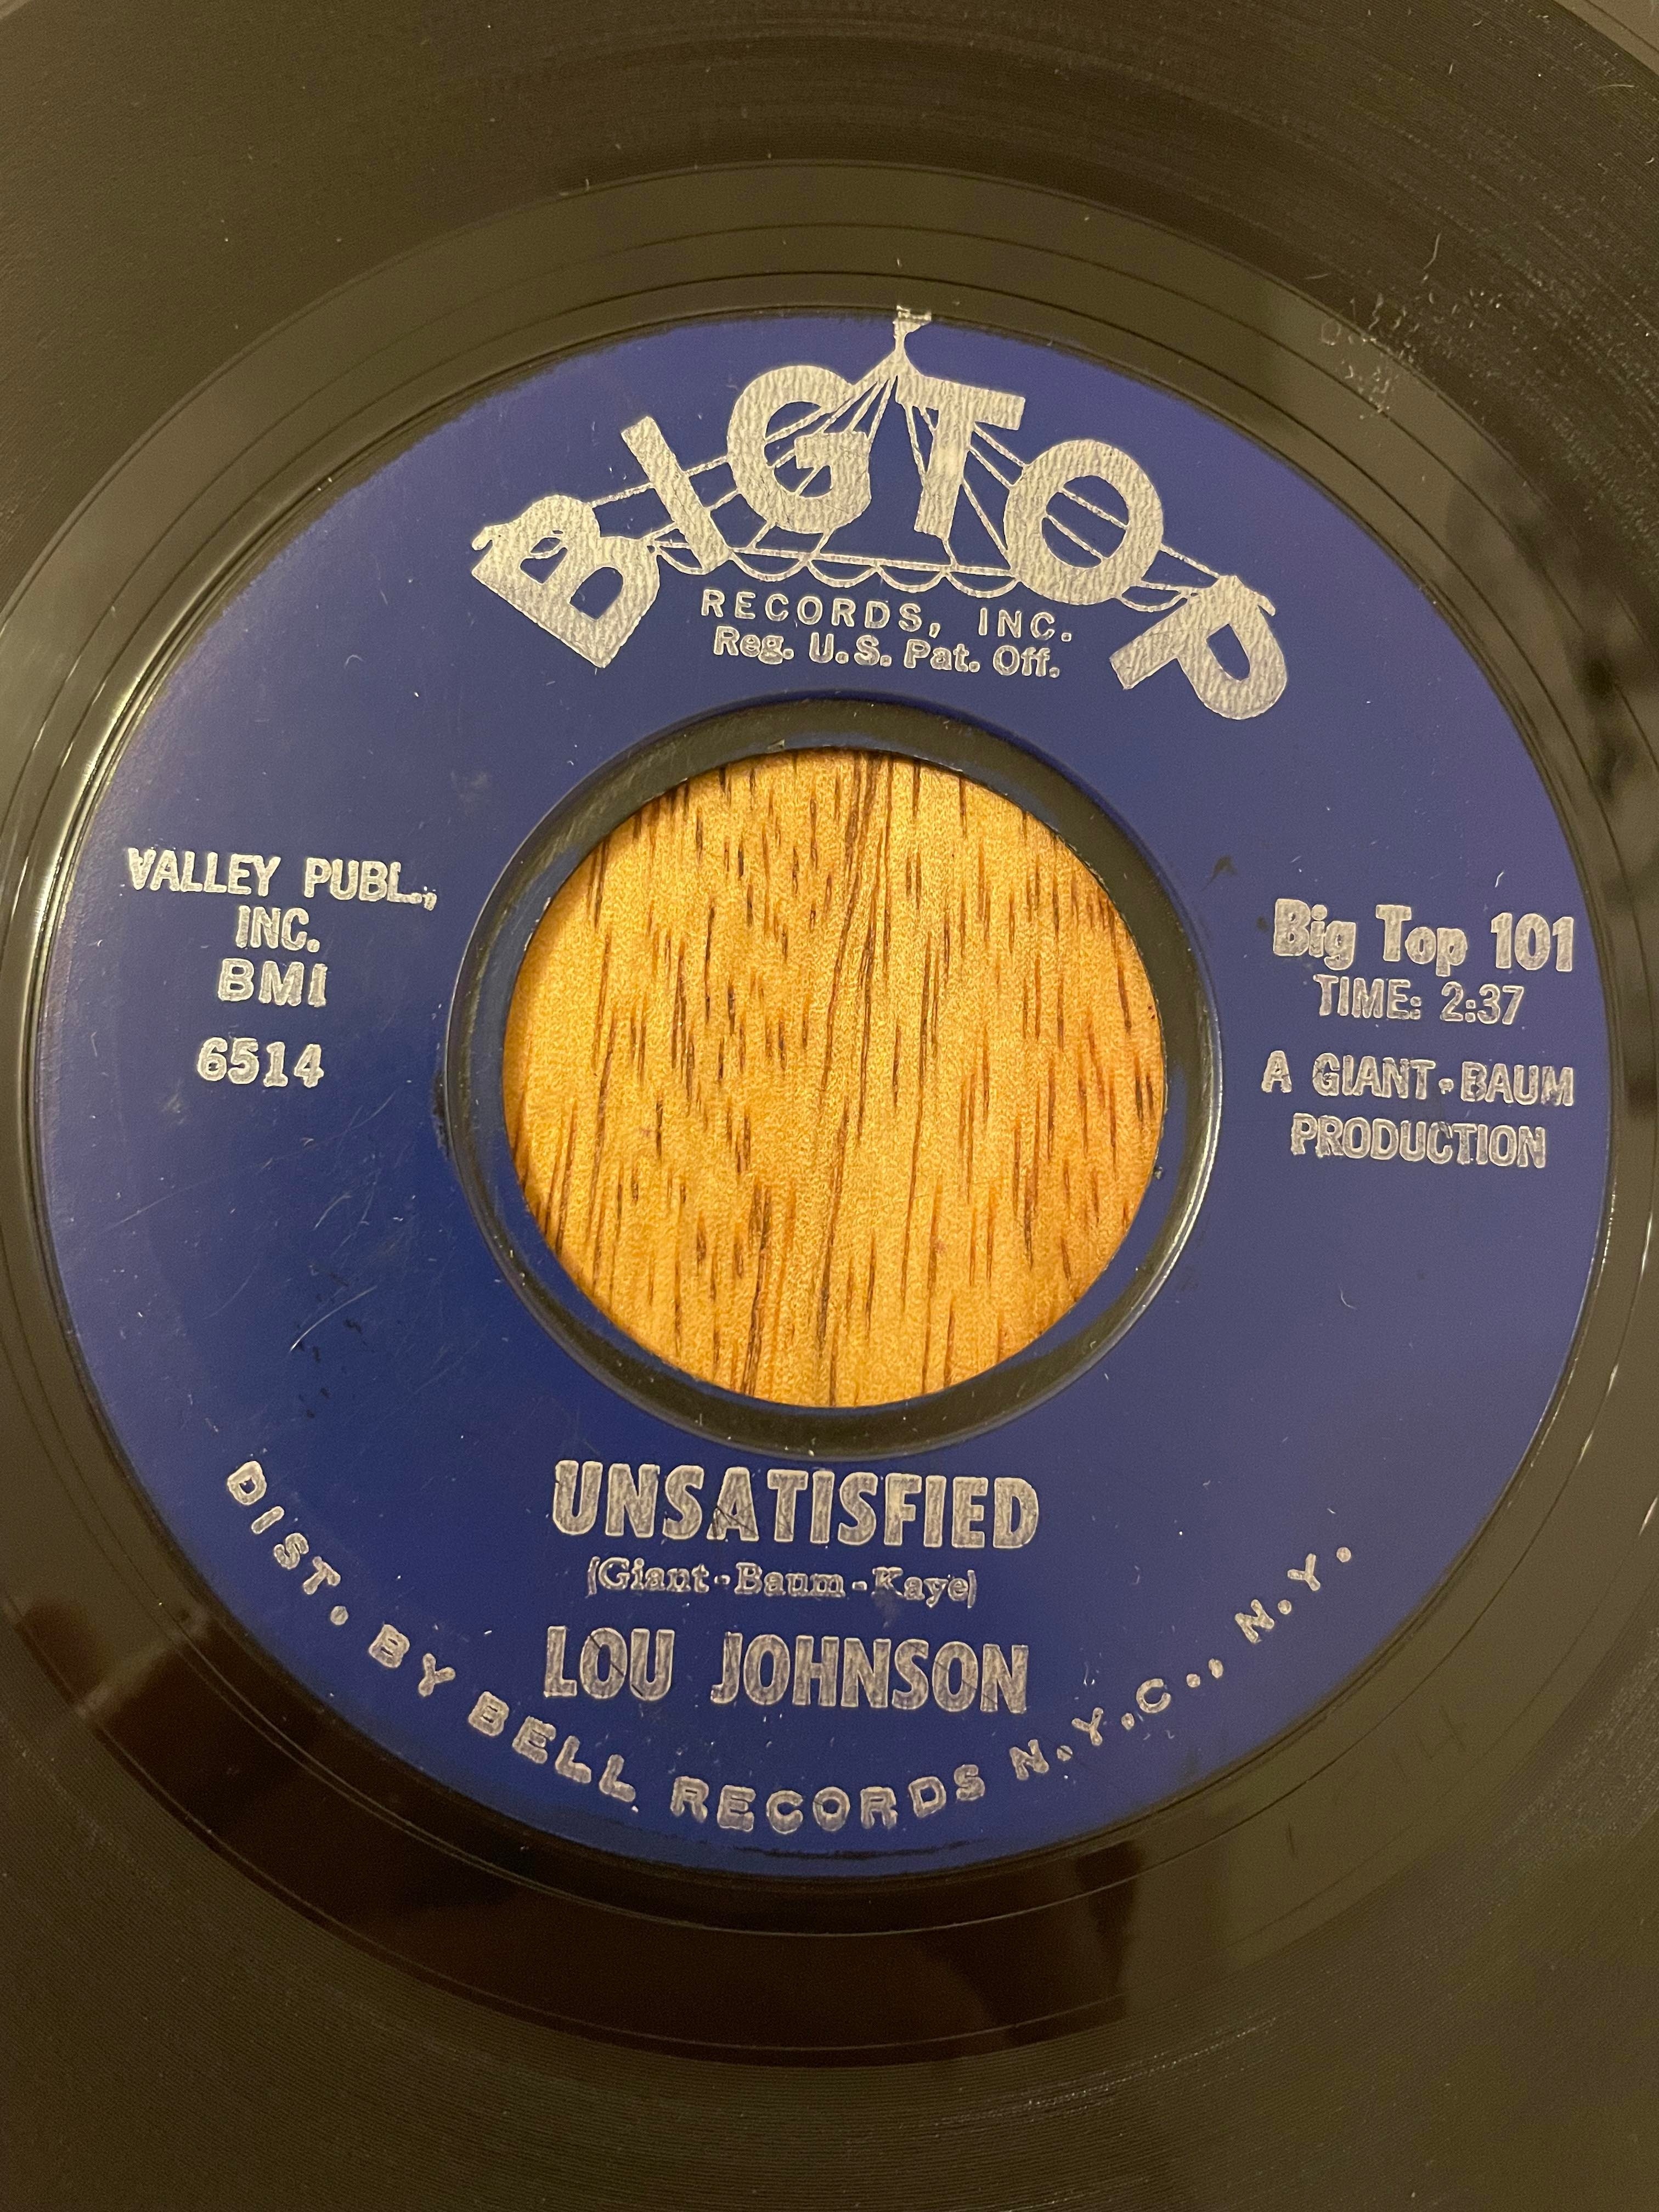 BIGTOP
RECORDS, INC.
Reg. U.S. Pat. Off.
VALLEY PUBL.,
INC.
BMI
6514
Big Top 101
TIME: 2:37
A GIANT-BAUM
PRODUCTION
UNSATISFIED
(Giant-Baum-Kaye)
LOU JOHNSON
DIST. BY BELL RECORDS N.Y.C., N.Y.